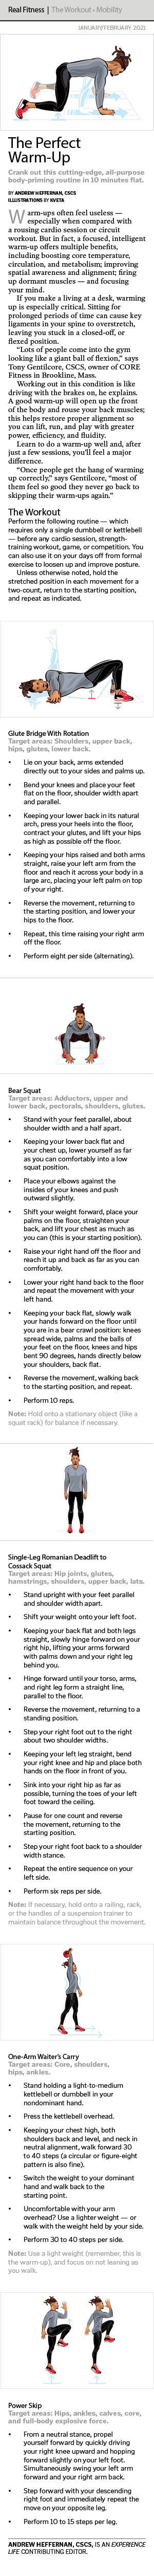 Real Fitness | The Workout • Mobility
JANUARY/FEBRUARY 2021
The Perfect
Warm-Up
Crank out this cutting-edge, all-purpose
body-priming routine in 10 minutes flat.
BY ANDREW HEFFERNAN, CSCS
ILLUSTRATIONS BY KVETA
Warm-ups often feel useless —
especially when compared with
a rousing cardio session or circuit
workout. But in fact, a focused, intelligent
warm-up offers multiple benefits,
including boosting core temperature,
circulation, and metabolism; improving
spatial awareness and alignment; firing
up dormant muscles — and focusing
your mind.
If you make a living at a desk, warming
up is especially critical. Sitting for
prolonged periods of time can cause key
alignments in your spine to overstretch,
leaving you stuck in a closed-off, or
flexed position.
"Lots of people come into the gym
looking like a giant ball of flexion," says
Tony Gentilcore, CSCS, owner of CORE
Fitness in Brookline, Mass.
Working out in this condition is like
driving with the brakes on, he explains.
A good warm-up will open up the front
of the body and rouse your back muscles;
this helps restore proper alignment so
you can lift, run, and play with greater
power, efficiency, and fluidity.
Learn to do a warm-up well and, after
just a few sessions, you'll feel a major
difference.
"Once people get the hang of warming
up correctly," says Gentilcore, "most of
them feel so good they never go back to
skipping their warm-ups again."
The Workout
Perform the following routine — which
requires only a single dumbbell or kettlebell
— before any cardio session, strength-
training workout, game, or competition. You
can also use it on your days off from formal
exercise to loosen up and improve posture.
Unless otherwise noted, hold the
stretched position in each movement for a
two-count, return to the starting position,
and repeat as indicated.
Glute Bridge With Rotation
Target areas: Shoulders, upper back,
hips, glutes, lower back.
• Lie on your back, arms extended
directly out to your sides and palms up.
• Bend your knees and place your feet
flat on the floor, shoulder width apart
and parallel.
• Keeping your lower back in its natural
arch, press your heels into the floor,
contract your glutes, and lift your hips
as high as possible off the floor.
• Keeping your hips raised and both arms
straight, raise your left arm from the
floor and reach it across your body in a
large arc, placing your left palm on top
of your right.
• Reverse the movement, returning to
the starting position, and lower your
hips to the floor.
• Repeat, this time raising your right arm
off the floor.
• Perform eight per side (alternating).
Bear Squat
Target areas: Adductors, upper and
lower back, pectorals, shoulders, glutes.
• Stand with your feet parallel, about
shoulder width and a half apart.
• Keeping your lower back flat and
your chest up, lower yourself as far
as you can comfortably into a low
squat position.
• Place your elbows against the
insides of your knees and push
outward slightly.
• Shift your weight forward, place your
palms on the floor, straighten your
back, and lift your chest as much as
you can (this is your starting position).
• Raise your right hand off the floor and
reach it up and back as far as you can
comfortably.
• Lower your right hand back to the floor
and repeat the movement with your
left hand.
• Keeping your back flat, slowly walk
your hands forward on the floor until
you are in a bear crawl position: knees
spread wide, palms and the balls of
your feet on the floor, knees and hips
bent 90 degrees, hands directly below
your shoulders, back flat.
• Reverse the movement, walking back
to the starting position, and repeat.
• Perform 10 reps.
Note: Hold onto a stationary object (like a
squat rack) for balance if necessary.
Single-Leg Romanian Deadlift to
Cossack Squat
Target areas: Hip joints, glutes,
hamstrings, shoulders, upper back, lats.
• Stand upright with your feet parallel
and shoulder width apart.
• Shift your weight onto your left foot.
• Keeping your back flat and both legs
straight, slowly hinge forward on your
right hip, lifting your arms forward
with palms down and your right leg
behind you.
• Hinge forward until your torso, arms,
and right leg form a straight line,
parallel to the floor.
• Reverse the movement, returning to a
standing position.
• Step your right foot out to the right
about two shoulder widths.
• Keeping your left leg straight, bend
your right knee and hip and place both
hands on the floor in front of you.
• Sink into your right hip as far as
possible, turning the toes of your left
foot toward the ceiling.
• Pause for one count and reverse
the movement, returning to the
starting position.
• Step your right foot back to a shoulder
width stance.
• Repeat the entire sequence on your
left side.
• Perform six reps per side.
Note: If necessary, hold onto a railing, rack,
or the handles of a suspension trainer to
maintain balance throughout the movement.
One-Arm Waiter's Carry
Target areas: Core, shoulders,
hips, ankles.
• Stand holding a light-to-medium
kettlebell or dumbbell in your
nondominant hand.
• Press the kettlebell overhead.
• Keeping your chest high, both
shoulders back and level, and neck in
neutral alignment, walk forward 30
to 40 steps (a circular or figure-eight
pattern is also fine).
• Switch the weight to your dominant
hand and walk back to the
starting point.
• Uncomfortable with your arm
overhead? Use a lighter weight — or
walk with the weight held by your side.
• Perform 30 to 40 steps per side.
Note: Use a light weight (remember, this is
the warm-up), and focus on not leaning as
you walk.
Power Skip
Target areas: Hips, ankles, calves, core,
and full-body explosive force.
• From a neutral stance, propel
yourself forward by quickly driving
your right knee upward and hopping
forward slightly on your left foot.
Simultaneously swing your left arm
forward and your right arm back.
• Step forward with your descending
right foot and immediately repeat the
move on your opposite leg.
• Perform 10 to 15 steps per leg.
ANDREW HEFFERNAN, CSCS, IS AN EXPERIENCE
LIFE CONTRIBUTING EDITOR.